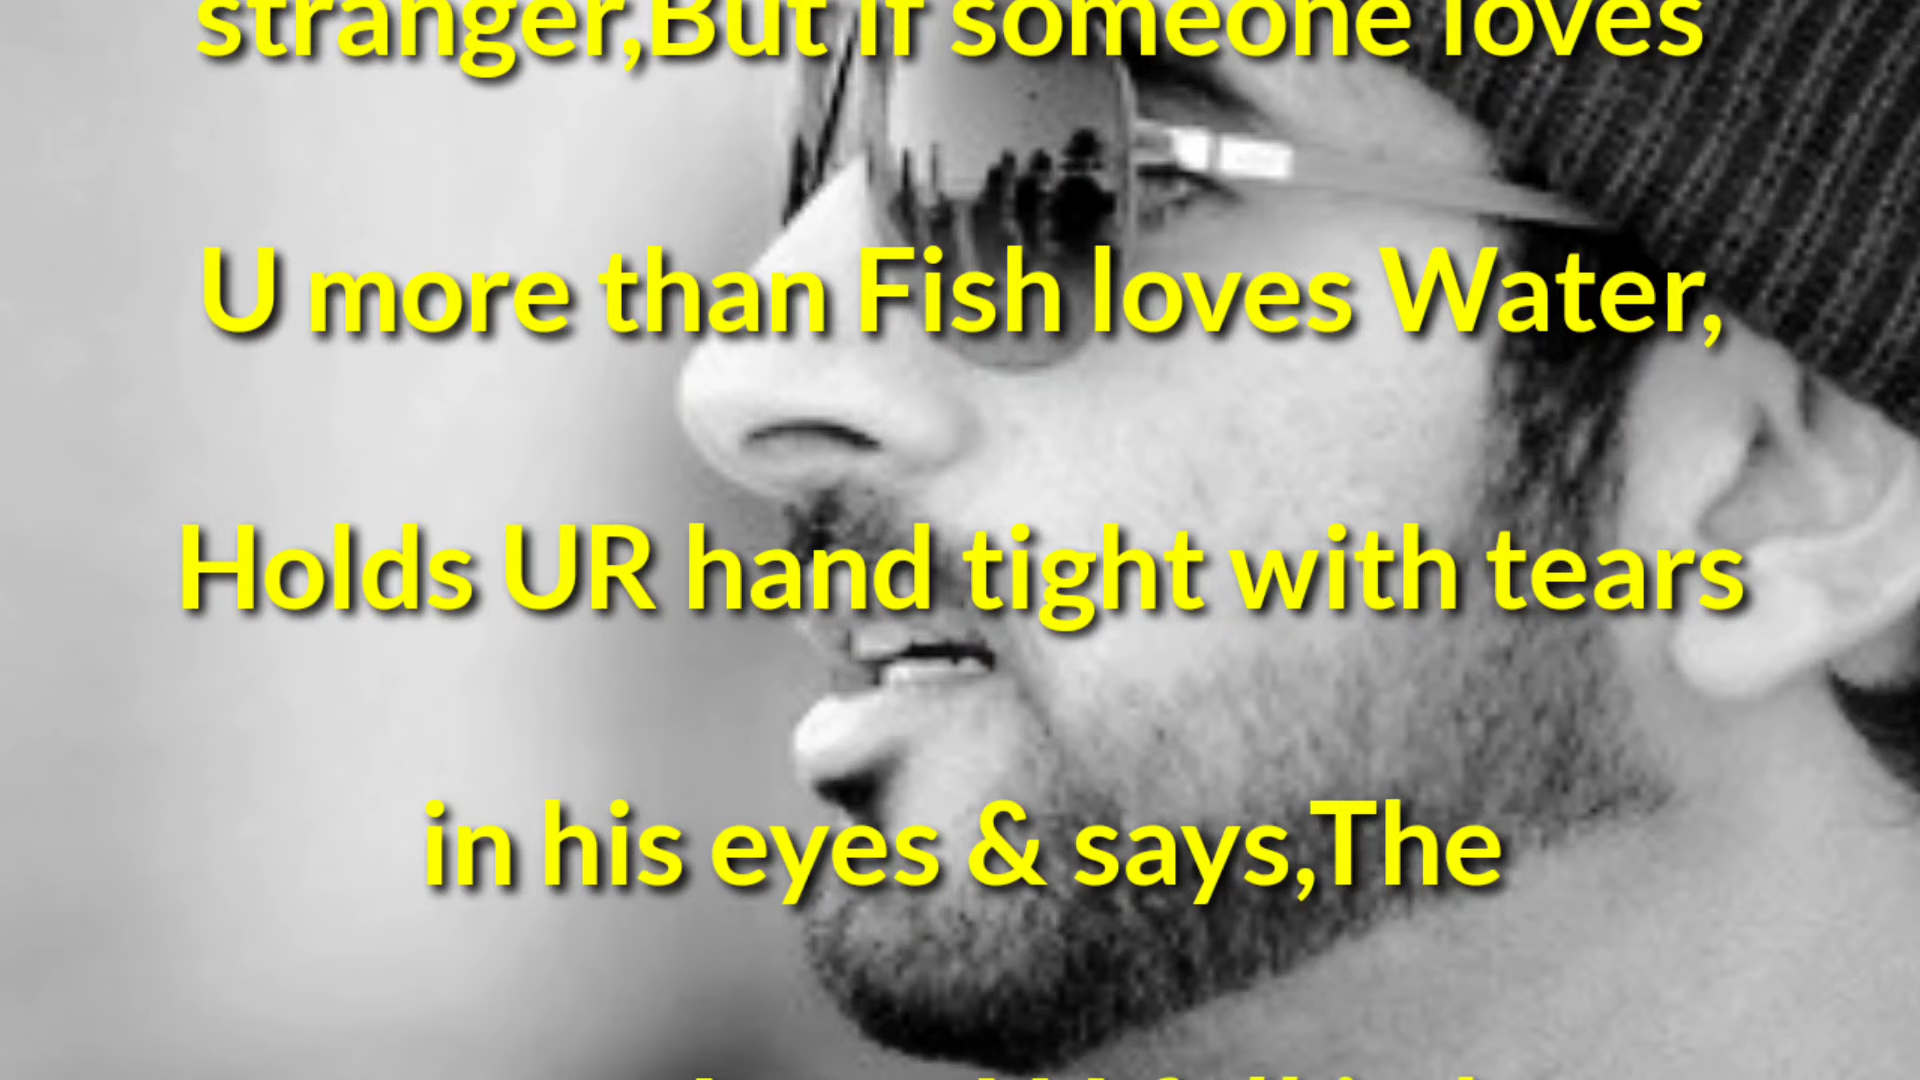 stranger,But if someone loves
U more than Fish loves Water,
Holds UR hand tight with tears
in his eyes & says,The